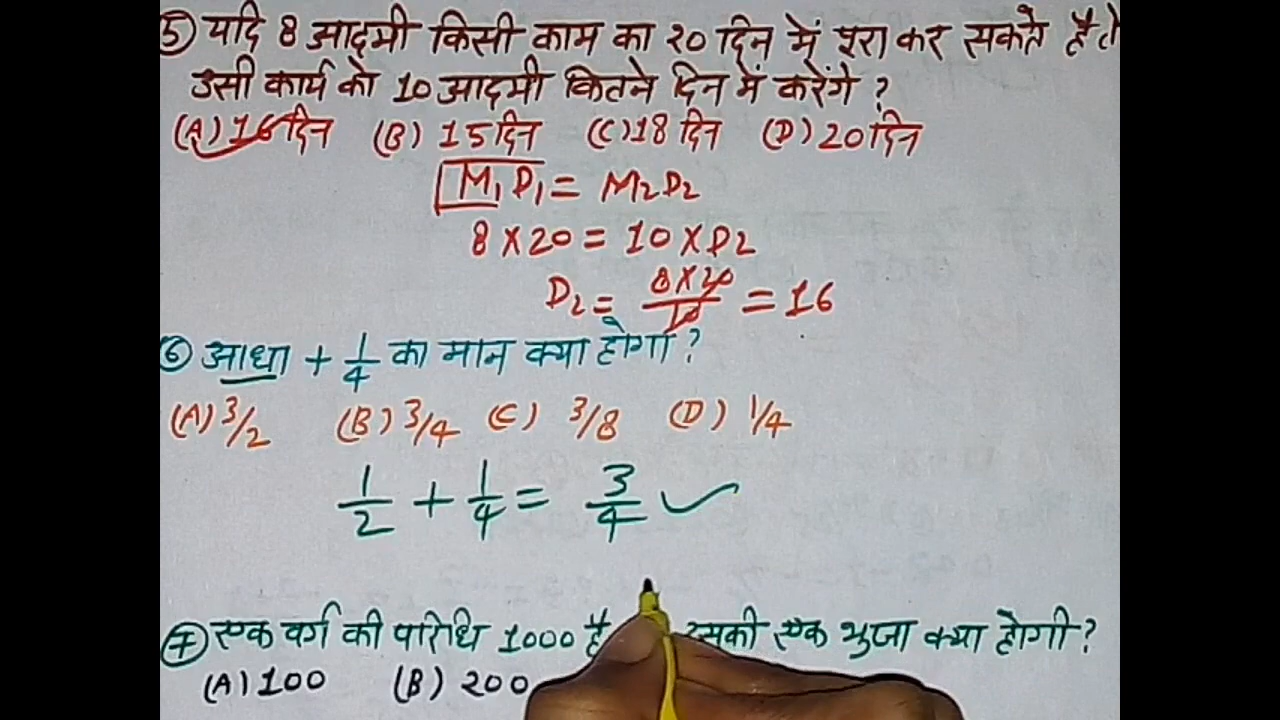 5) यदि 8 आदमी किसी काम का 20 दिन में पूरा कर सकते हैं तो
उसी कार्य को 10 आदमी कितने दिन में करेंगे ?
(A) 16 दिन (B) 15 दिन (C) 18 दिन (D) 20 दिन
M₁D₁ = M₂D₂
8 × 20 = 10 × D₂
D₂ = 8×20/10 = 16
6) आधा + 1/4 का मान क्या होगा ?
(A) 3/2 (B) 3/4 (C) 3/8 (D) 1/4
1/2 + 1/4 = 3/4 ✓
7) एक वर्ग की परिधि 1000 है उसकी एक भुजा क्या होगी ?
(A) 100 (B) 200